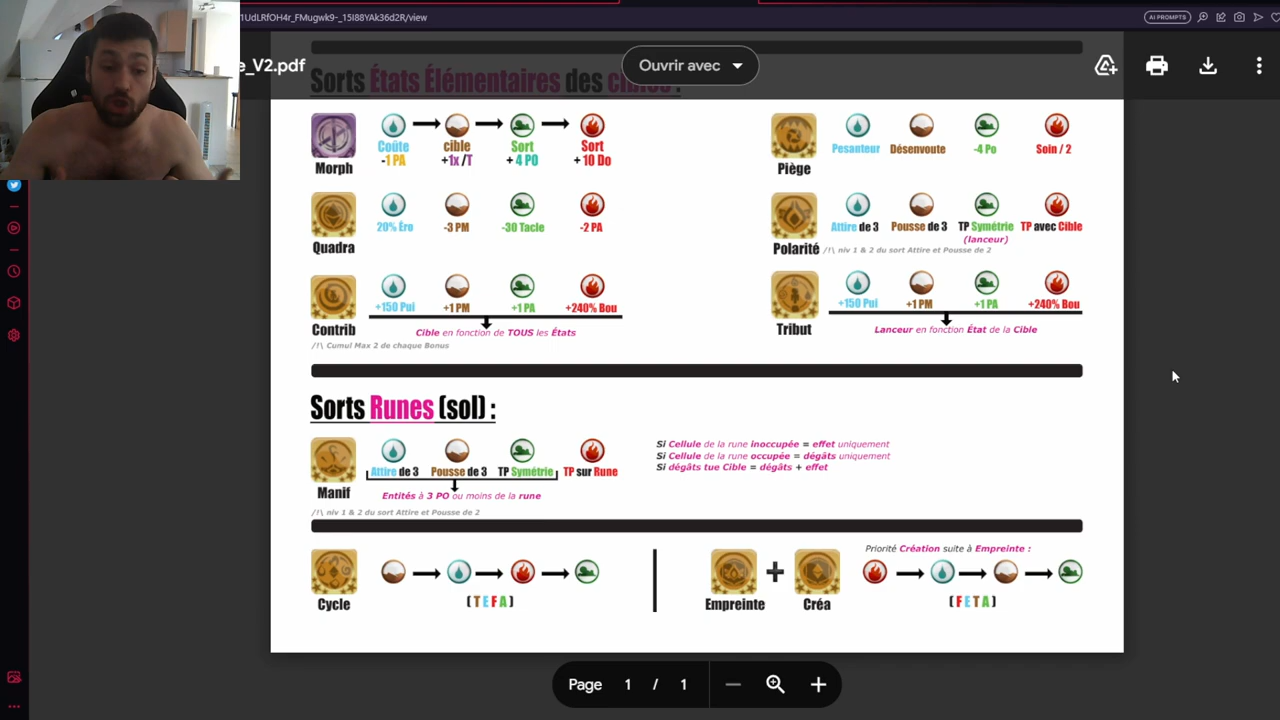 1UdLRfOH4r_FMugwk9-_15I88YAk36d2R/view
AI PROMPTS
e_V2.pdf
Ouvrir avec
Sorts États Élémentaires des cibles :
Coûte
-1 PA
cible
+1x /T
Sort
+ 4 PO
Sort
+ 10 Do
Morph
Pesanteur
Désenvoute
-4 Po
Soin / 2
Piège
20% Éro
-3 PM
-30 Tacle
-2 PA
Quadra
Attire de 3
Pousse de 3
TP Symétrie
(lanceur)
TP avec Cible
Polarité
/!\ niv 1 & 2 du sort Attire et Pousse de 2
+150 Pui
+1 PM
+1 PA
+240% Bou
Contrib
Cible en fonction de TOUS les États
/!\ Cumul Max 2 de chaque Bonus
+150 Pui
+1 PM
+1 PA
+240% Bou
Tribut
Lanceur en fonction État de la Cible
Sorts Runes (sol) :
Attire de 3
Pousse de 3
TP Symétrie
TP sur Rune
Manif
Entités à 3 PO ou moins de la rune
/!\ niv 1 & 2 du sort Attire et Pousse de 2
Si Cellule de la rune inoccupée = effet uniquement
Si Cellule de la rune occupée = dégâts uniquement
Si dégâts tue Cible = dégâts + effet
Cycle
(TEFA)
Empreinte
+
Créa
Priorité Création suite à Empreinte :
(FETA)
Page 1 / 1